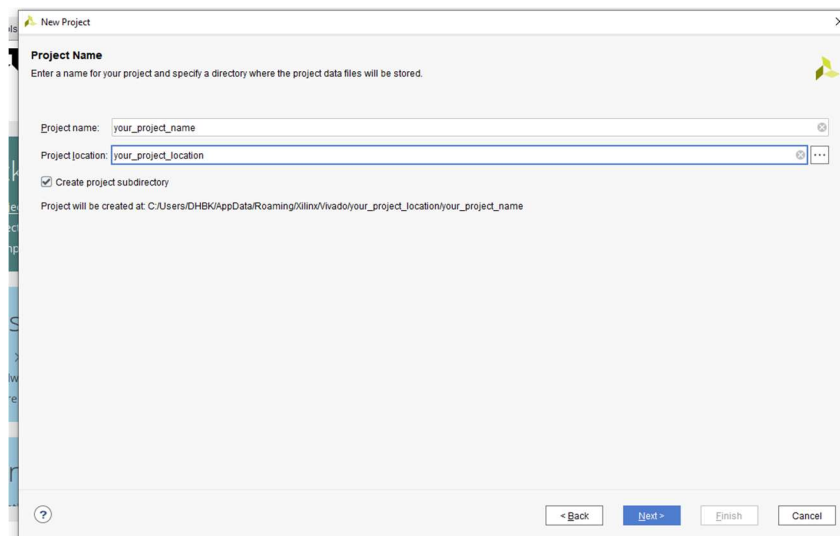 New Project
Project Name
Enter a name for your project and specify a directory where the project data files will be stored.
Project name: your_project_name
Project location: your_project_location
Create project subdirectory
Project will be created at: C:/Users/DHBK/AppData/Roaming/Xilinx/Vivado/your_project_location/your_project_name
?
< Back
Next >
Finish
Cancel